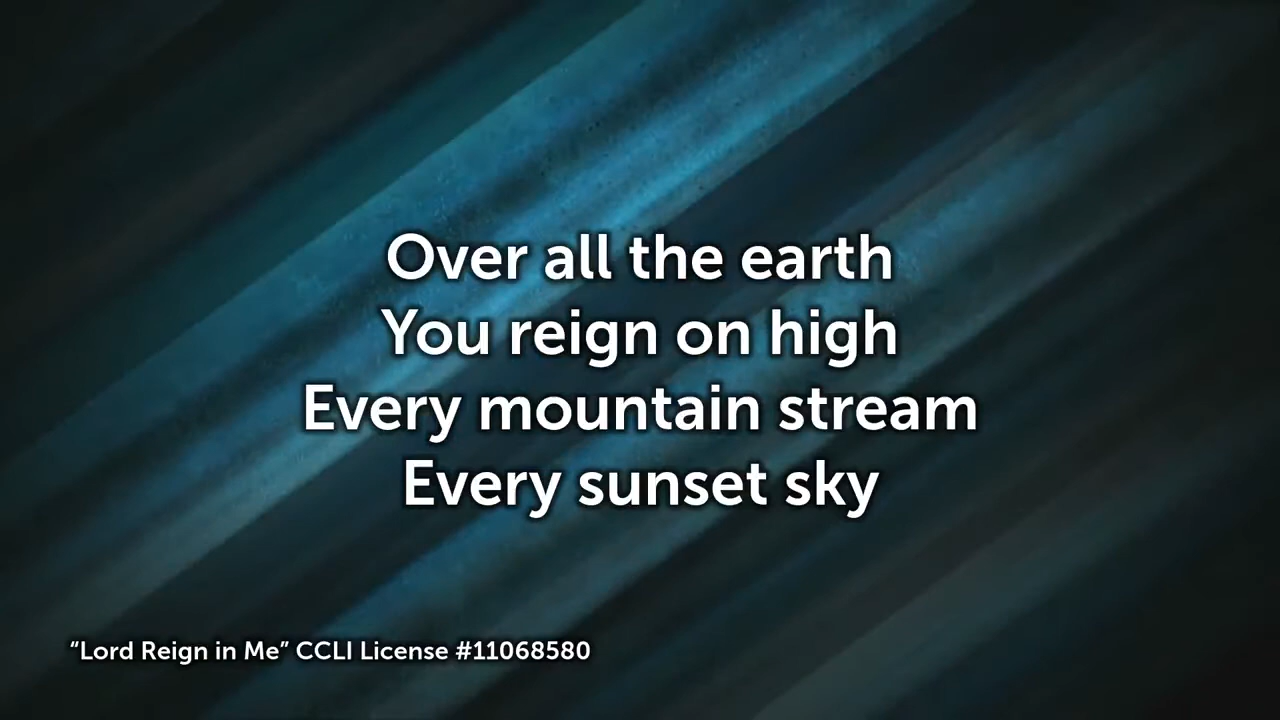 Over all the earth
You reign on high
Every mountain stream
Every sunset sky
“Lord Reign in Me” CCLI License #11068580